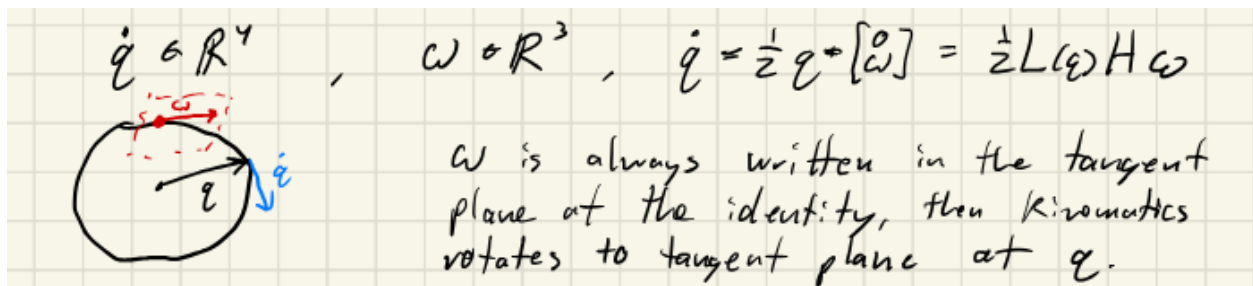 q̇ ∈ ℝ⁴ , ω ∈ ℝ³ , q̇ = ½ q * [0 ω] = ½ L(q) H ω
ω
q
q̇
ω is always written in the tangent
plane at the identity, then kinematics
rotates to tangent plane at q.